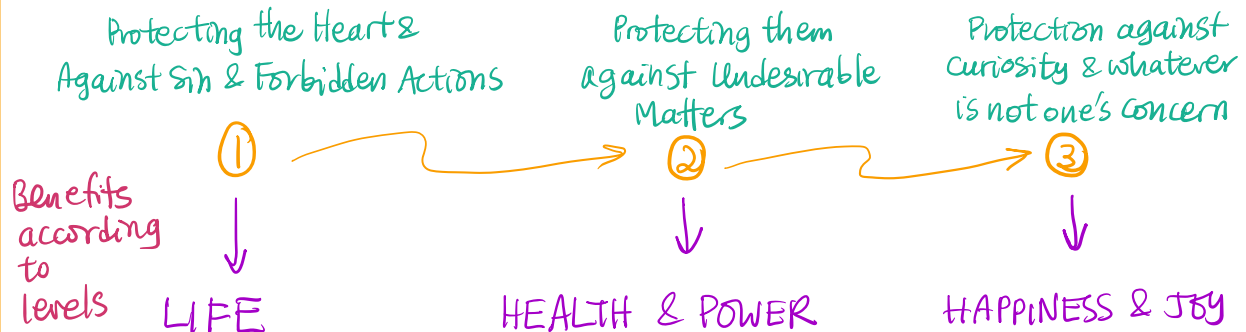 Protecting the Heart &
Against Sin & Forbidden Actions
①
Protecting them
against Undesirable
Matters
②
Protection against
Curiosity & whatever
is not one's concern
③
Benefits
according
to
levels
LIFE
HEALTH & POWER
HAPPINESS & JOY